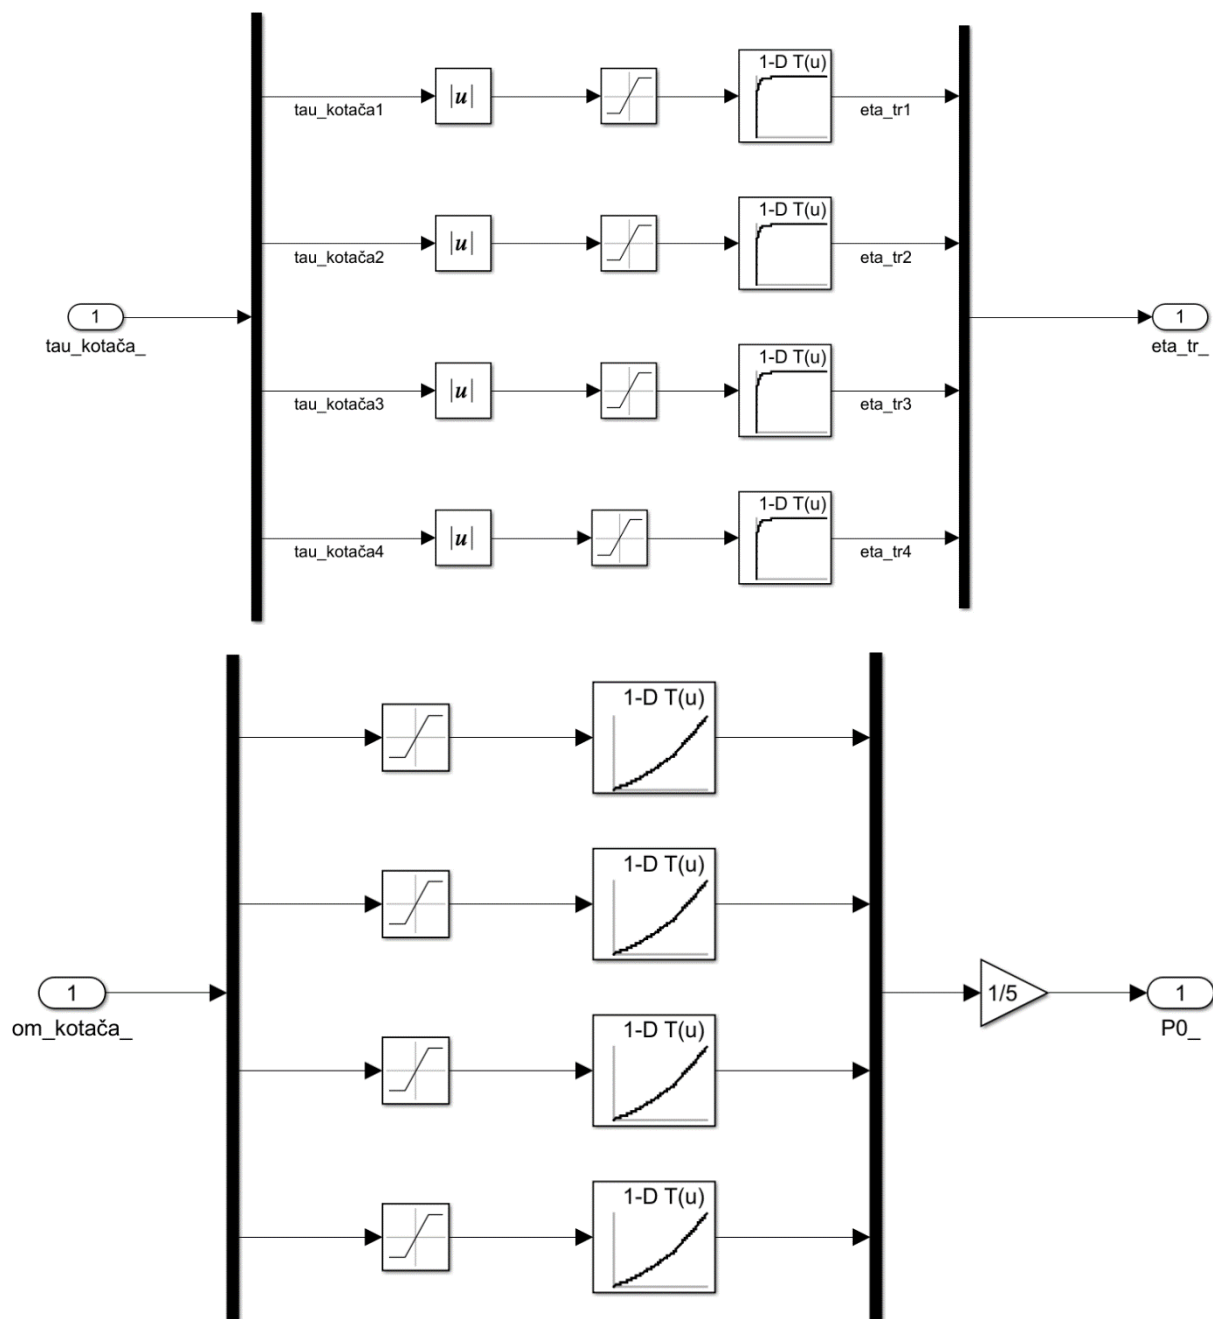 1-D T(u)
tau_kotača1
|u|
eta_tr1
1-D T(u)
tau_kotača2
|u|
eta_tr2
1
tau_kotača_
1
eta_tr_
1-D T(u)
tau_kotača3
|u|
eta_tr3
1-D T(u)
tau_kotača4
|u|
eta_tr4
1-D T(u)
1-D T(u)
1
om_kotača_
1/5
1
P0_
1-D T(u)
1-D T(u)